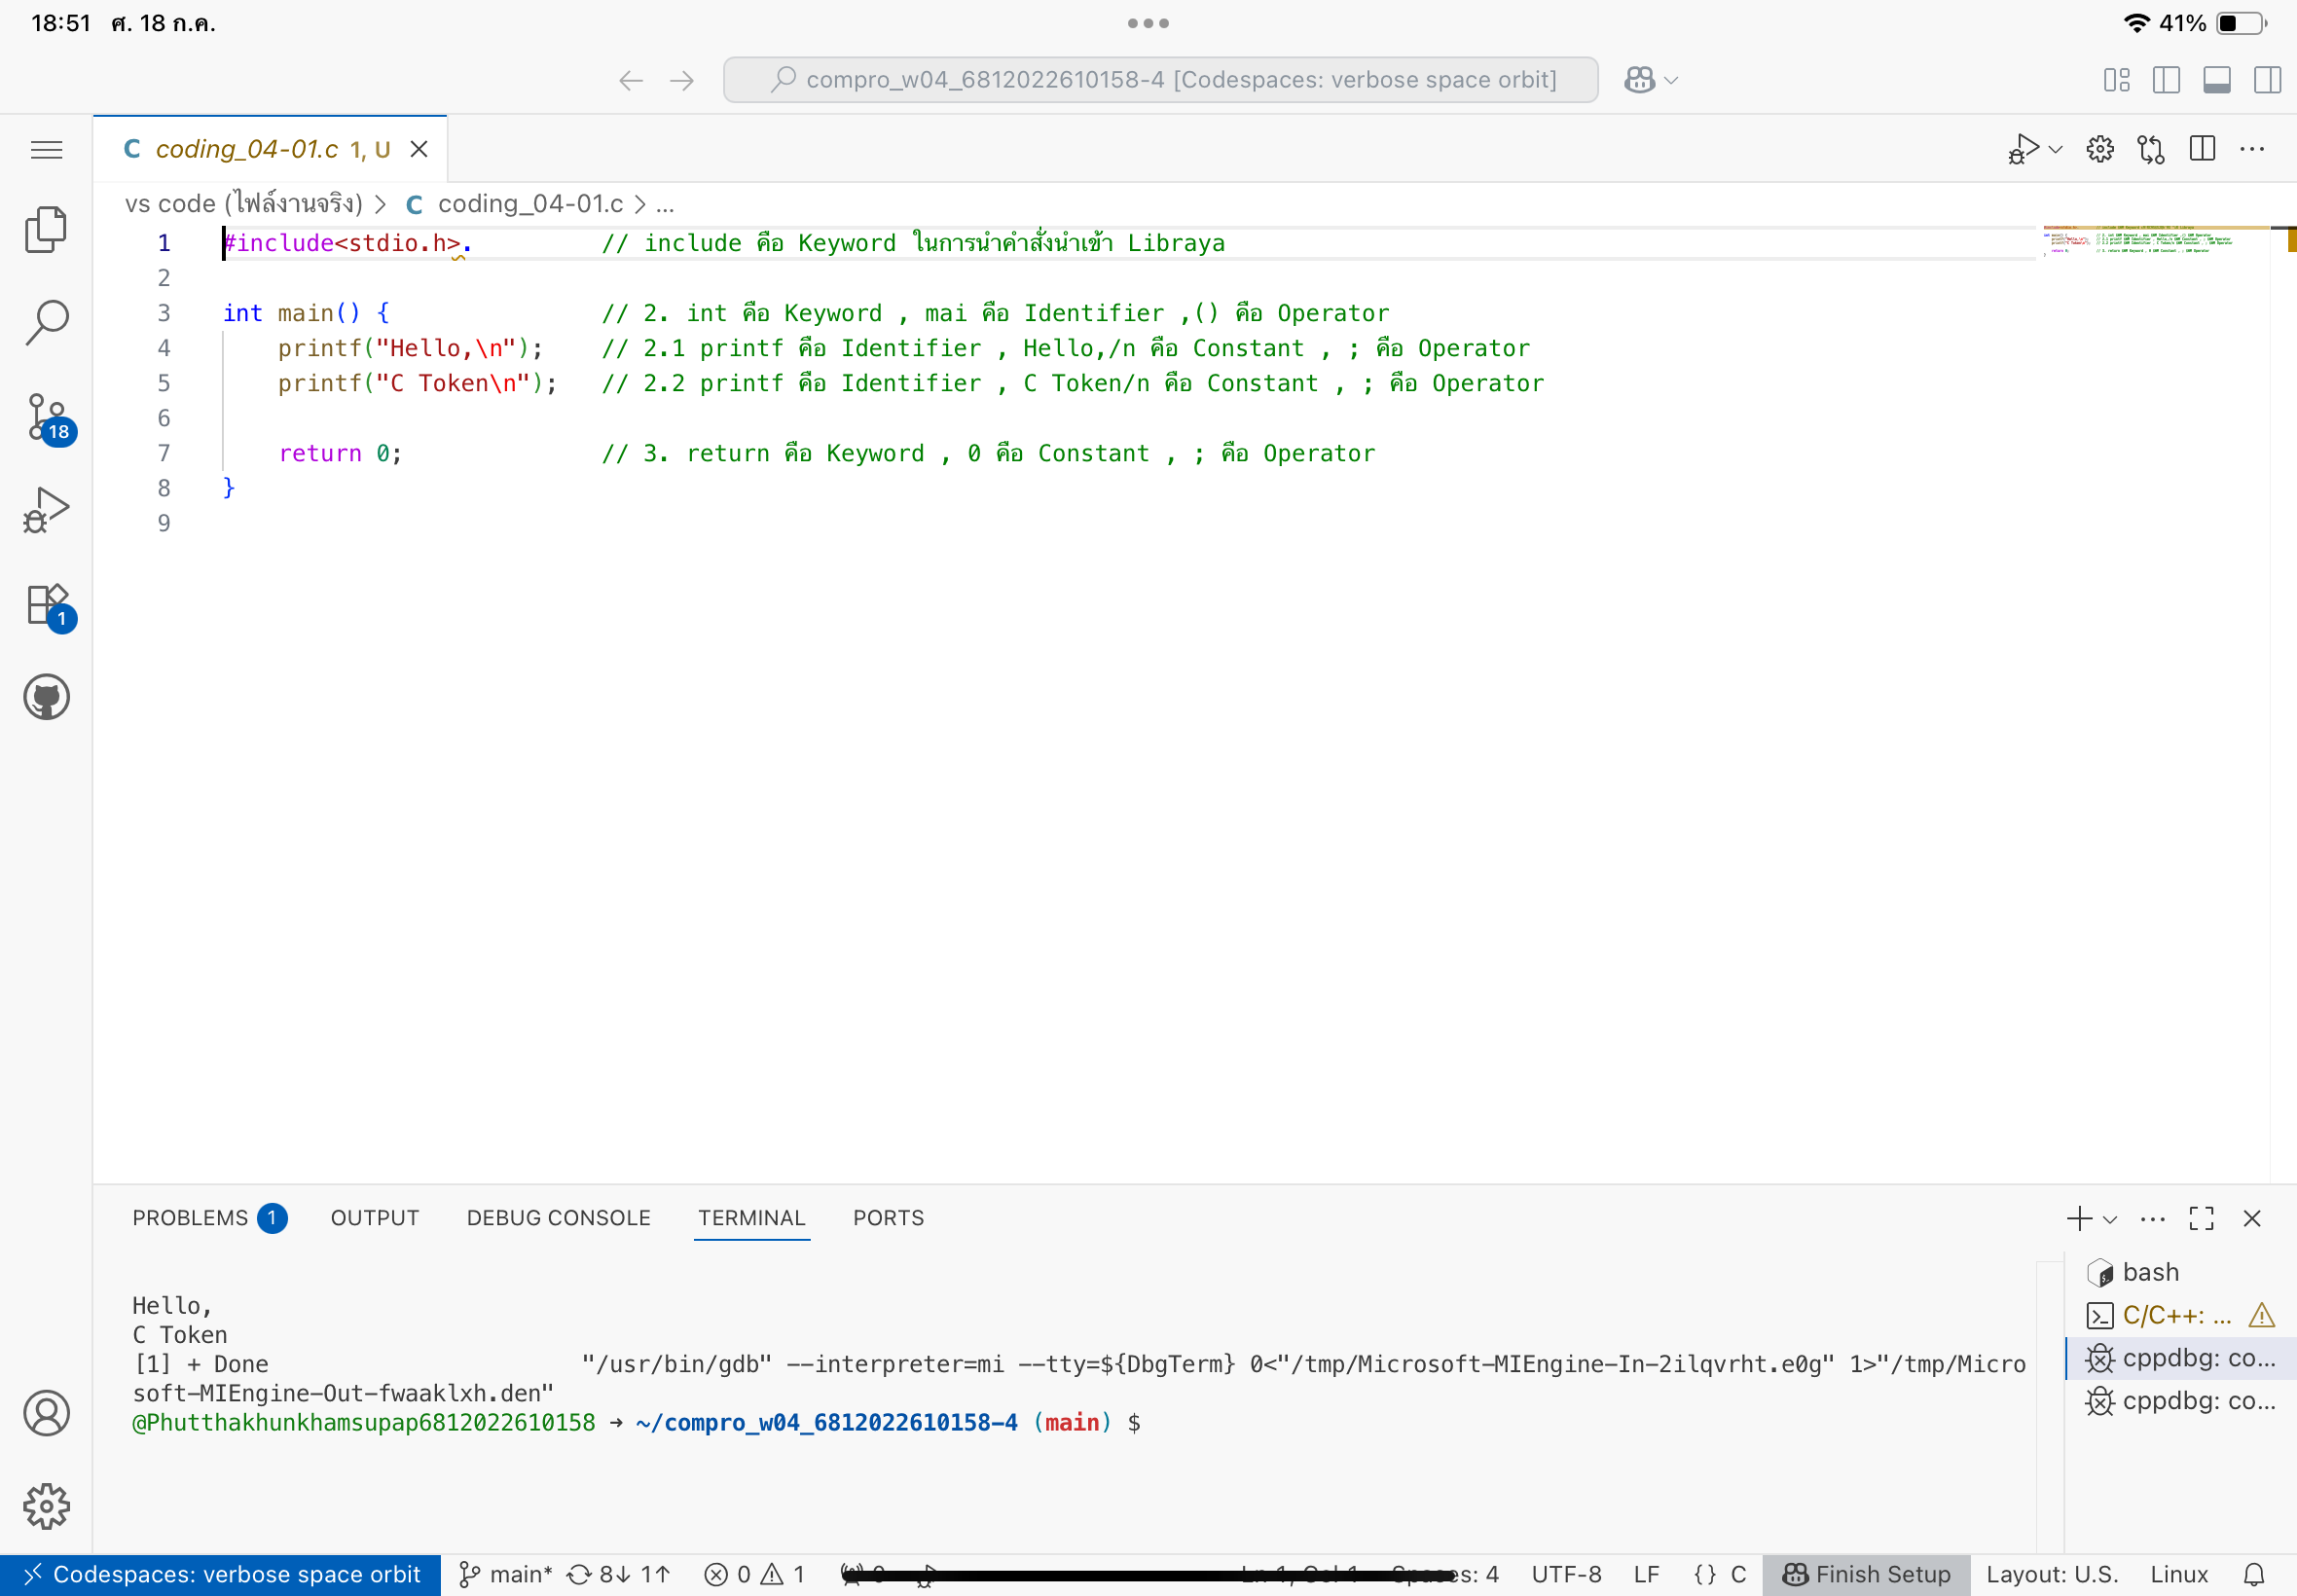 18:51 ศ. 18 ก.ค.
41%
compro_w04_6812022610158-4 [Codespaces: verbose space orbit]
C coding_04-01.c 1, U
vs code (ไฟล์งานจริง) > C coding_04-01.c > ...
1 #include<stdio.h>. // include คือ Keyword ในการนำคำสั่งนำเข้า Libraya
2
3 int main() { // 2. int คือ Keyword , mai คือ Identifier ,() คือ Operator
4 printf("Hello,\n"); // 2.1 printf คือ Identifier , Hello,/n คือ Constant , ; คือ Operator
5 printf("C Token\n"); // 2.2 printf คือ Identifier , C Token/n คือ Constant , ; คือ Operator
6
7 return 0; // 3. return คือ Keyword , 0 คือ Constant , ; คือ Operator
8 }
9
18
1
PROBLEMS 1 OUTPUT DEBUG CONSOLE TERMINAL PORTS
bash
C/C++: ...
cppdbg: co...
cppdbg: co...
Hello,
C Token
[1] + Done "/usr/bin/gdb" --interpreter=mi --tty=${DbgTerm} 0<"/tmp/Microsoft-MIEngine-In-2ilqvrht.e0g" 1>"/tmp/Micro
soft-MIEngine-Out-fwaaklxh.den"
@Phutthakhunkhamsupap6812022610158 → ~/compro_w04_6812022610158-4 (main) $
Codespaces: verbose space orbit main* 8↓ 1↑ 0 1 0 Ln 1, Col 1 Spaces: 4 UTF-8 LF {} C Finish Setup Layout: U.S. Linux